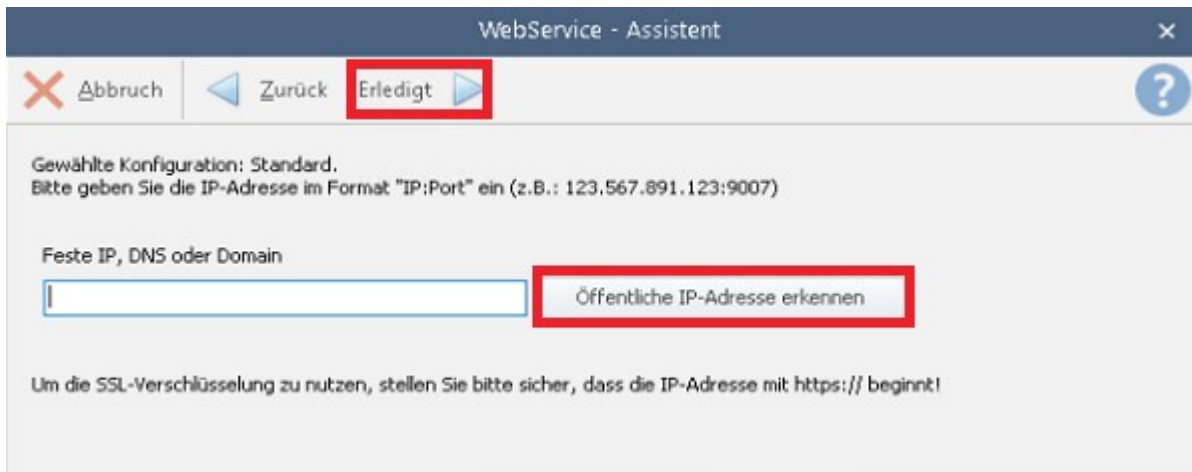 WebService - Assistent
Abbruch Zurück Erledigt
Gewählte Konfiguration: Standard.
Bitte geben Sie die IP-Adresse im Format "IP:Port" ein (z.B.: 123.567.891.123:9007)
Feste IP, DNS oder Domain
Öffentliche IP-Adresse erkennen
Um die SSL-Verschlüsselung zu nutzen, stellen Sie bitte sicher, dass die IP-Adresse mit https:// beginnt!